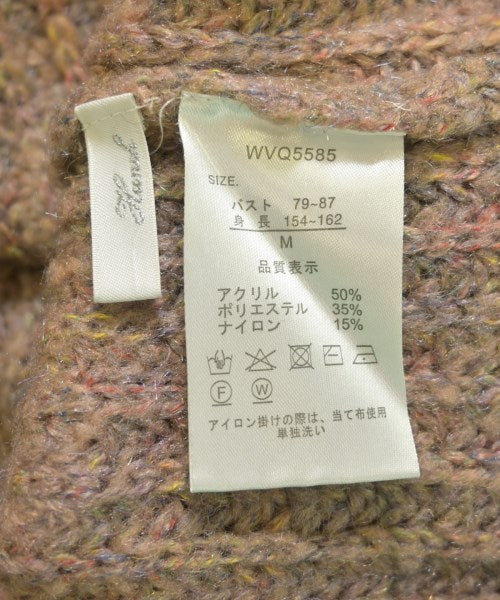 WVQ5585
SIZE.
バスト 79~87
身長 154~162
M
品質表示
アクリル 50%
ポリエステル 35%
ナイロン 15%
F W
アイロン掛けの際は、当て布使用
単独洗い